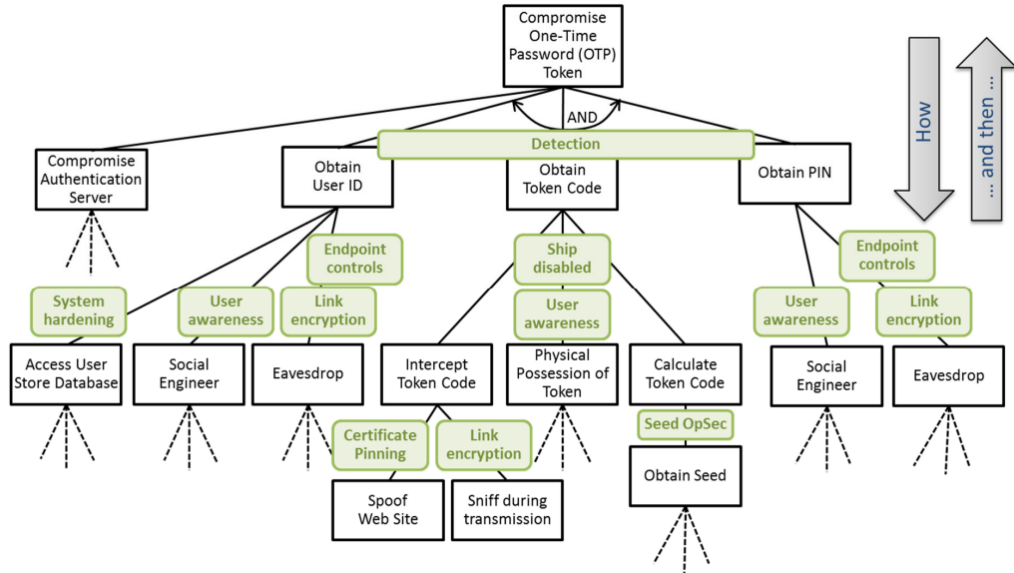 Compromise
One-Time
Password (OTP)
Token
AND
How
... and then ...
Detection
Compromise
Authentication
Server
Obtain
User ID
Obtain
Token Code
Obtain PIN
Endpoint
controls
Ship
disabled
Endpoint
controls
System
hardening
User
awareness
Link
encryption
User
awareness
User
awareness
Link
encryption
Access User
Store Database
Social
Engineer
Eavesdrop
Intercept
Token Code
Physical
Possession of
Token
Calculate
Token Code
Social
Engineer
Eavesdrop
Certificate
Pinning
Link
encryption
Seed OpSec
Spoof
Web Site
Sniff during
transmission
Obtain Seed